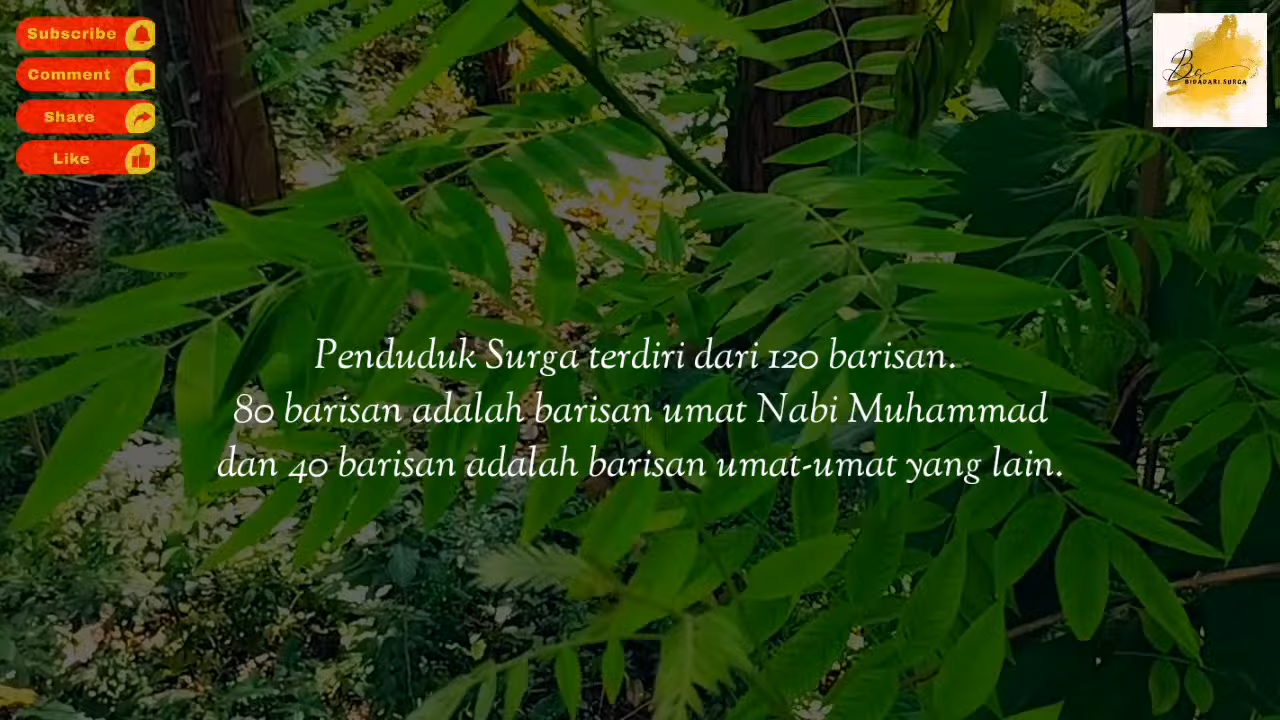 Subscribe
Comment
Share
Like
BIDADARI SURGA
Penduduk Surga terdiri dari 120 barisan.
80 barisan adalah barisan umat Nabi Muhammad
dan 40 barisan adalah barisan umat-umat yang lain.